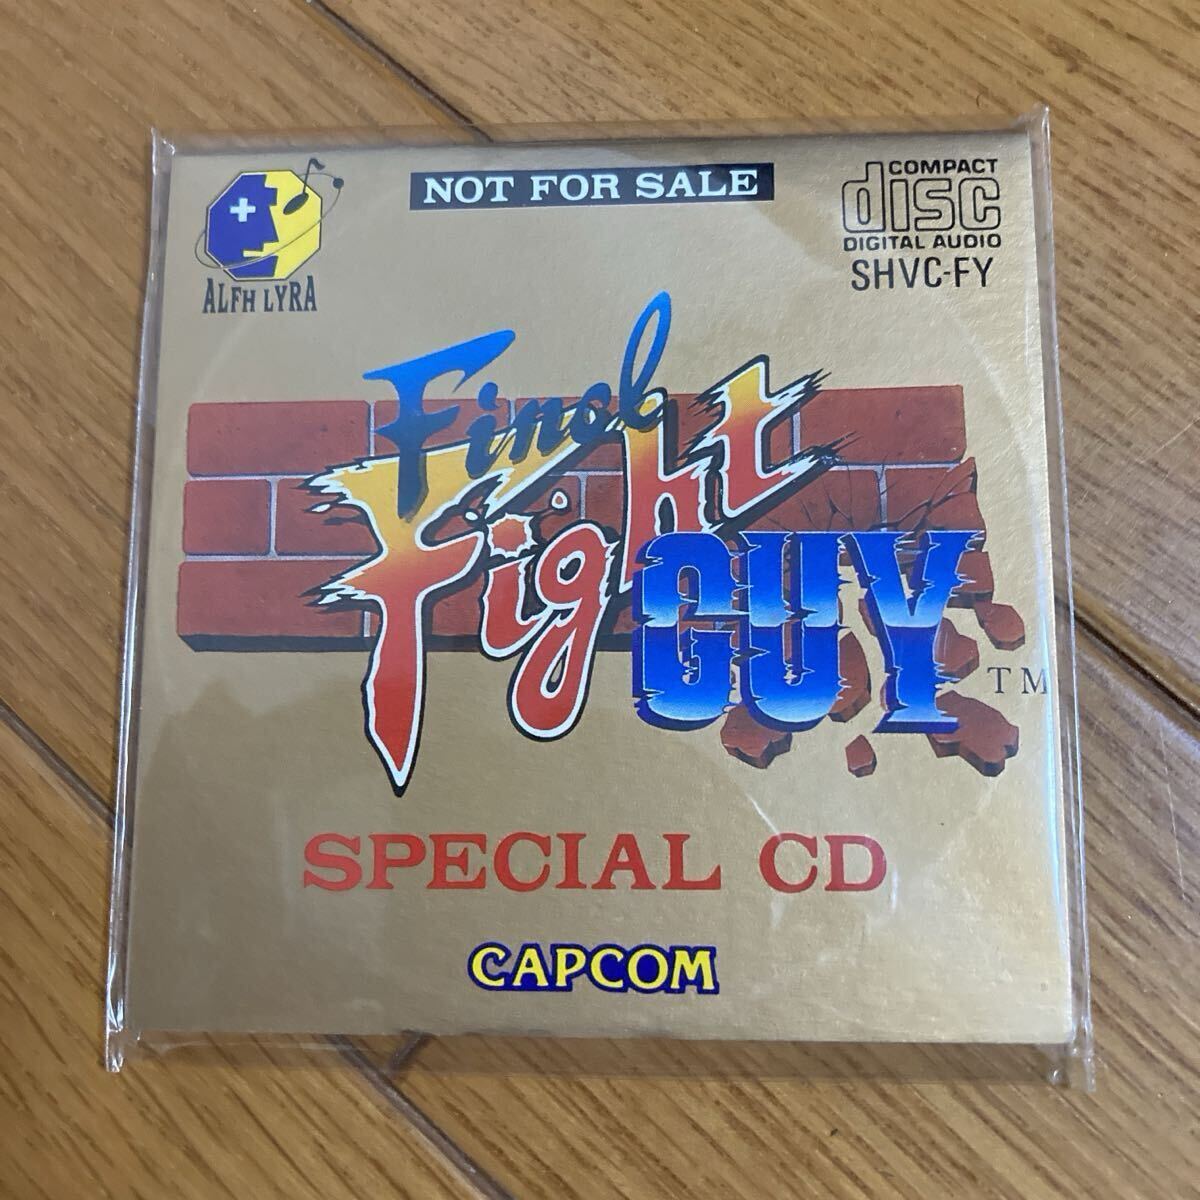 NOT FOR SALE
ALFH LYRA
COMPACT
disc
DIGITAL AUDIO
SHVC-FY
Final
Fight
GUY
TM
SPECIAL CD
CAPCOM